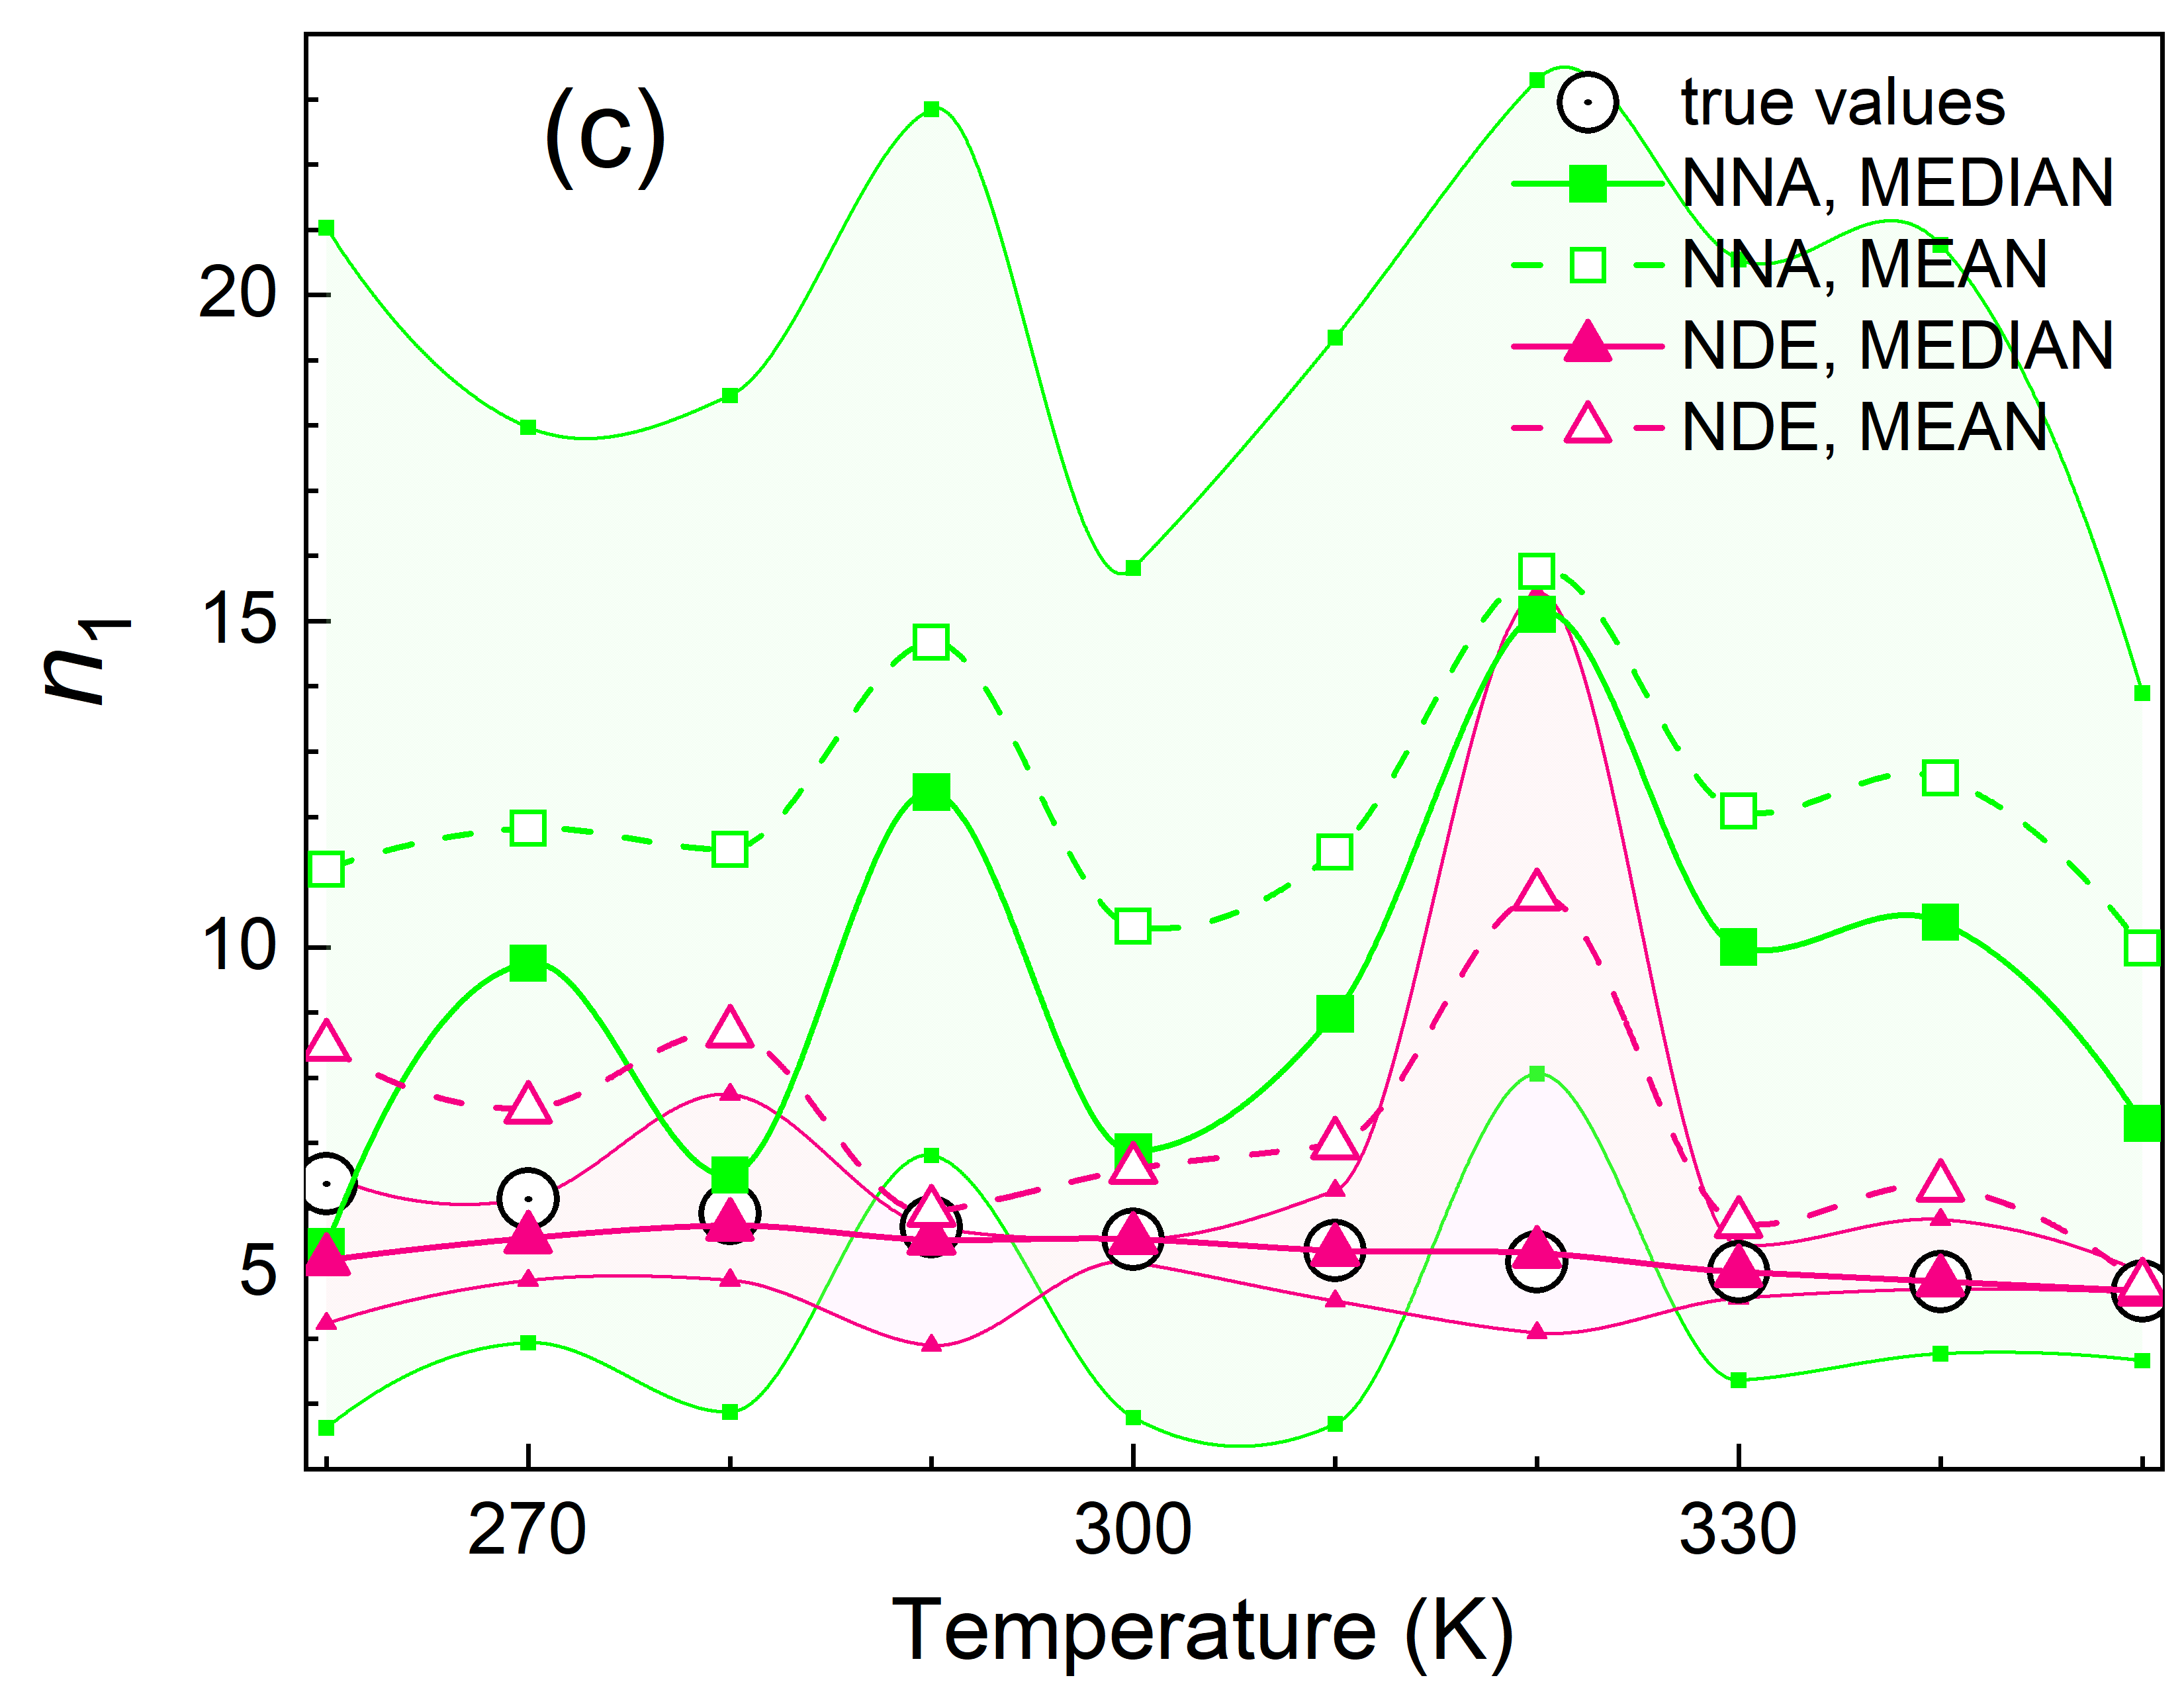 (c)
true values
NNA, MEDIAN
NNA, MEAN
NDE, MEDIAN
NDE, MEAN
20
15
10
5
n1
270 300 330
Temperature (K)